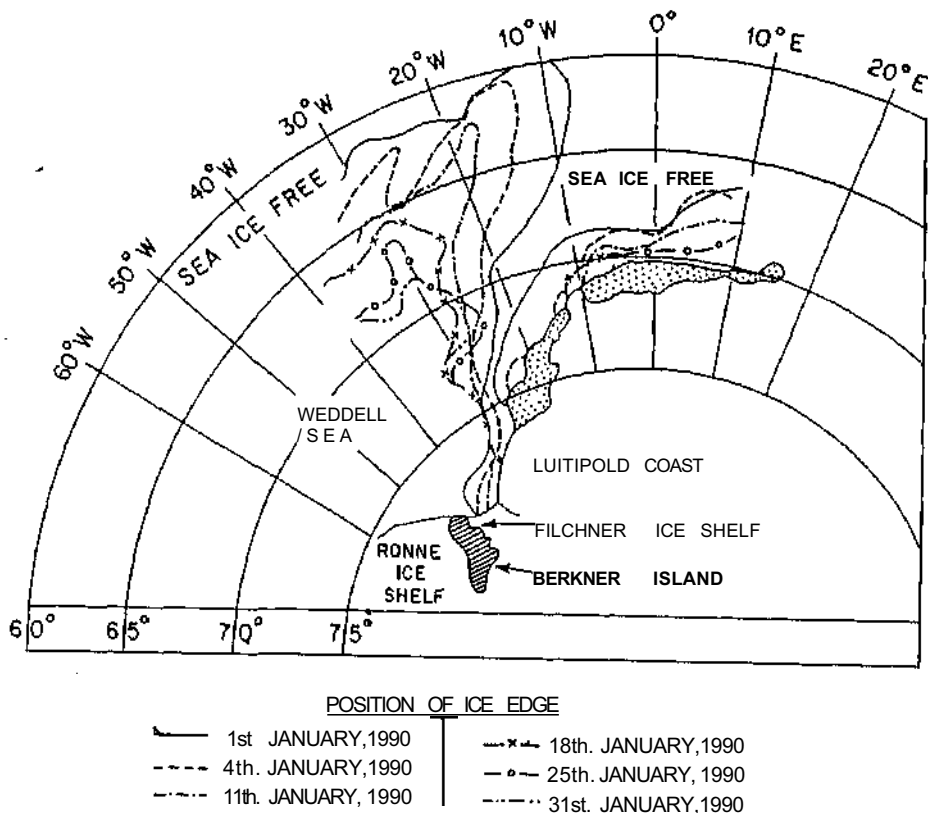 60°W
50°W
40°W
30°W
20°W
10°W
0°
10°E
20°E
SEA ICE FREE
SEA ICE FREE
WEDDELL
SEA
LUITIPOLD COAST
FILCHNER ICE SHELF
RONNE
ICE
SHELF
BERKNER ISLAND
60° 65° 70° 75°
POSITION OF ICE EDGE
1st JANUARY,1990
4th. JANUARY,1990
11th. JANUARY,1990
18th. JANUARY,1990
25th. JANUARY,1990
31st. JANUARY,1990